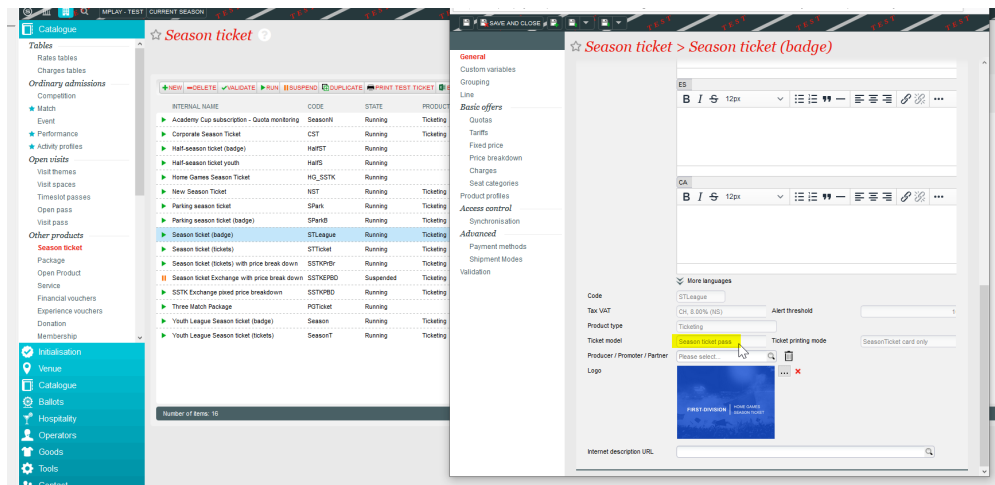 MPLAY - TEST CURRENT SEASON
Catalogue
Tables
Rates tables
Charges tables
Ordinary admissions
Competition
Match
Event
Performance
Activity profiles
Open visits
Visit themes
Visit spaces
Timeslot passes
Open pass
Visit pass
Other products
Season ticket
Package
Open Product
Service
Financial vouchers
Experience vouchers
Donation
Membership
Initialisation
Venue
Catalogue
Ballots
Hospitality
Operators
Goods
Tools
Contact
Season ticket
NEW DELETE VALIDATE RUN SUSPEND DUPLICATE PRINT TEST TICKET
INTERNAL NAME CODE STATE PRODUCT
Academy Cup subscription - Quota monitoring SeasonN Running Ticketing
Corporate Season Ticket CST Running Ticketing
Half-season ticket (badge) HalfST Running
Half-season ticket youth HalfS Running
Home Games Season Ticket HG_SSTK Running
New Season Ticket NST Running Ticketing
Parking season ticket SPark Running Ticketing
Parking season ticket (badge) SParkB Running Ticketing
Season ticket (badge) STLeague Running Ticketing
Season ticket (tickets) STTicket Running Ticketing
Season ticket (tickets) with price break down SSTKPrBr Running Ticketing
Season ticket Exchange with price break down SSTKEPBD Suspended Ticketing
SSTK Exchange pixed price breakdown SSTKPBD Running Ticketing
Three Match Package PGTicket Running
Youth League Season ticket (badge) Season Running Ticketing
Youth League Season ticket (tickets) SeasonT Running Ticketing
Number of items: 16
SAVE AND CLOSE
TEST TEST TEST
Season ticket > Season ticket (badge)
General
Custom variables
Grouping
Line
Basic offers
Quotas
Tariffs
Fixed price
Price breakdown
Charges
Seat categories
Product profiles
Access control
Synchronisation
Advanced
Payment methods
Shipment Modes
Validation
ES
B I S 12px
CA
B I S 12px
More languages
Code STLeague
Tax VAT CH, 8.00% (NS) Alert threshold 1
Product type Ticketing
Ticket model Season ticket pass Ticket printing mode SeasonTicket card only
Producer / Promoter / Partner Please select...
Logo
FIRST-DIVISION HOME GAMES
SEASON TICKET
Internet description URL